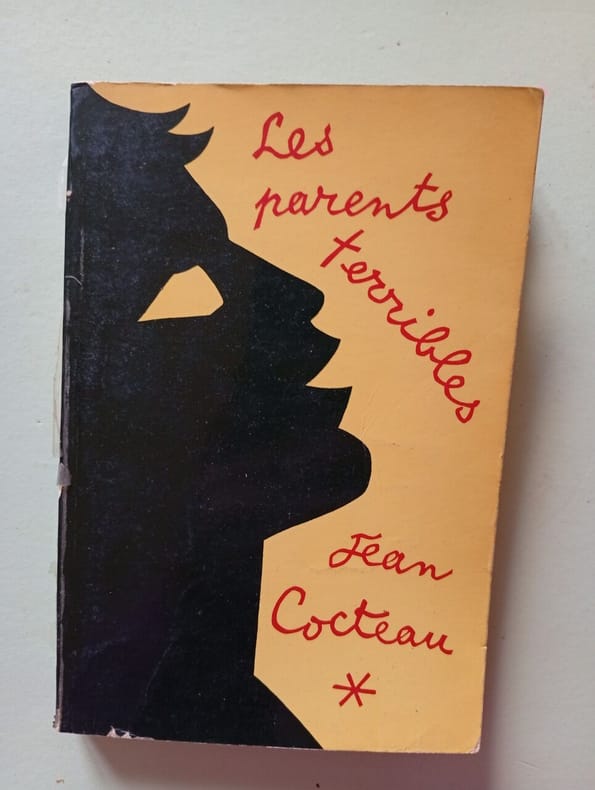 Les
parents
terribles
Jean
Cocteau
*